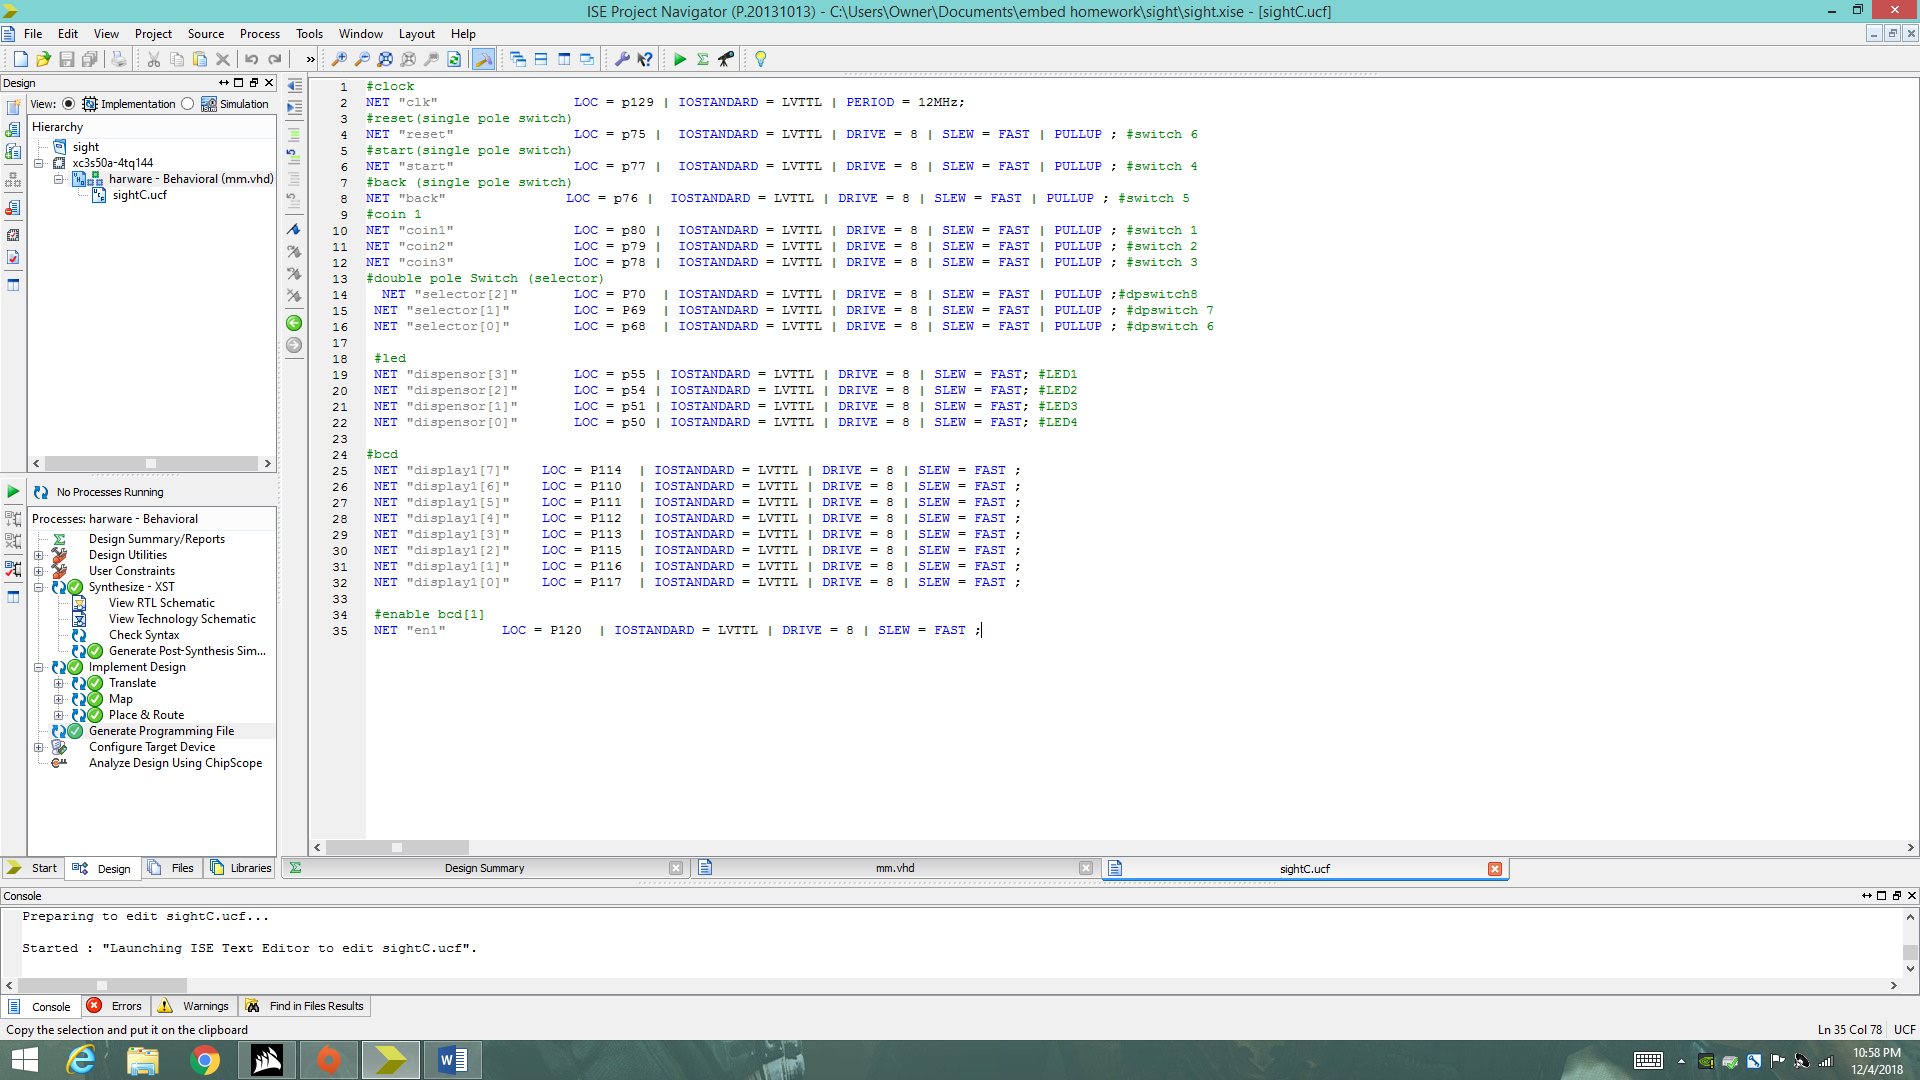 ISE Project Navigator (P.20131013) - C:\Users\Owner\Documents\embed homework\sight\sight.xise - [sightC.ucf]
File Edit View Project Source Process Tools Window Layout Help
Design
View: Implementation Simulation
Hierarchy
sight
xc3s50a-4tq144
harware - Behavioral (mm.vhd)
sightC.ucf
No Processes Running
Processes: harware - Behavioral
Design Summary/Reports
Design Utilities
User Constraints
Synthesize - XST
View RTL Schematic
View Technology Schematic
Check Syntax
Generate Post-Synthesis Sim...
Implement Design
Translate
Map
Place & Route
Generate Programming File
Configure Target Device
Analyze Design Using ChipScope
Start Design Files Libraries
1 #clock
2 NET "clk" LOC = p129 | IOSTANDARD = LVTTL | PERIOD = 12MHz;
3 #reset(single pole switch)
4 NET "reset" LOC = p75 | IOSTANDARD = LVTTL | DRIVE = 8 | SLEW = FAST | PULLUP ; #switch 6
5 #start(single pole switch)
6 NET "start" LOC = p77 | IOSTANDARD = LVTTL | DRIVE = 8 | SLEW = FAST | PULLUP ; #switch 4
7 #back (single pole switch)
8 NET "back" LOC = p76 | IOSTANDARD = LVTTL | DRIVE = 8 | SLEW = FAST | PULLUP ; #switch 5
9 #coin 1
10 NET "coin1" LOC = p80 | IOSTANDARD = LVTTL | DRIVE = 8 | SLEW = FAST | PULLUP ; #switch 1
11 NET "coin2" LOC = p79 | IOSTANDARD = LVTTL | DRIVE = 8 | SLEW = FAST | PULLUP ; #switch 2
12 NET "coin3" LOC = p78 | IOSTANDARD = LVTTL | DRIVE = 8 | SLEW = FAST | PULLUP ; #switch 3
13 #double pole Switch (selector)
14 NET "selector[2]" LOC = P70 | IOSTANDARD = LVTTL | DRIVE = 8 | SLEW = FAST | PULLUP ;#dpswitch8
15 NET "selector[1]" LOC = P69 | IOSTANDARD = LVTTL | DRIVE = 8 | SLEW = FAST | PULLUP ; #dpswitch 7
16 NET "selector[0]" LOC = p68 | IOSTANDARD = LVTTL | DRIVE = 8 | SLEW = FAST | PULLUP ; #dpswitch 6
17
18 #led
19 NET "dispensor[3]" LOC = p55 | IOSTANDARD = LVTTL | DRIVE = 8 | SLEW = FAST; #LED1
20 NET "dispensor[2]" LOC = p54 | IOSTANDARD = LVTTL | DRIVE = 8 | SLEW = FAST; #LED2
21 NET "dispensor[1]" LOC = p51 | IOSTANDARD = LVTTL | DRIVE = 8 | SLEW = FAST; #LED3
22 NET "dispensor[0]" LOC = p50 | IOSTANDARD = LVTTL | DRIVE = 8 | SLEW = FAST; #LED4
23
24 #bcd
25 NET "display1[7]" LOC = P114 | IOSTANDARD = LVTTL | DRIVE = 8 | SLEW = FAST ;
26 NET "display1[6]" LOC = P110 | IOSTANDARD = LVTTL | DRIVE = 8 | SLEW = FAST ;
27 NET "display1[5]" LOC = P111 | IOSTANDARD = LVTTL | DRIVE = 8 | SLEW = FAST ;
28 NET "display1[4]" LOC = P112 | IOSTANDARD = LVTTL | DRIVE = 8 | SLEW = FAST ;
29 NET "display1[3]" LOC = P113 | IOSTANDARD = LVTTL | DRIVE = 8 | SLEW = FAST ;
30 NET "display1[2]" LOC = P115 | IOSTANDARD = LVTTL | DRIVE = 8 | SLEW = FAST ;
31 NET "display1[1]" LOC = P116 | IOSTANDARD = LVTTL | DRIVE = 8 | SLEW = FAST ;
32 NET "display1[0]" LOC = P117 | IOSTANDARD = LVTTL | DRIVE = 8 | SLEW = FAST ;
33
34 #enable bcd[1]
35 NET "en1" LOC = P120 | IOSTANDARD = LVTTL | DRIVE = 8 | SLEW = FAST ;
Design Summary mm.vhd sightC.ucf
Console
Preparing to edit sightC.ucf...
Started : "Launching ISE Text Editor to edit sightC.ucf".
Console Errors Warnings Find in Files Results
Copy the selection and put it on the clipboard
Ln 35 Col 78 UCF
10:58 PM
12/4/2018